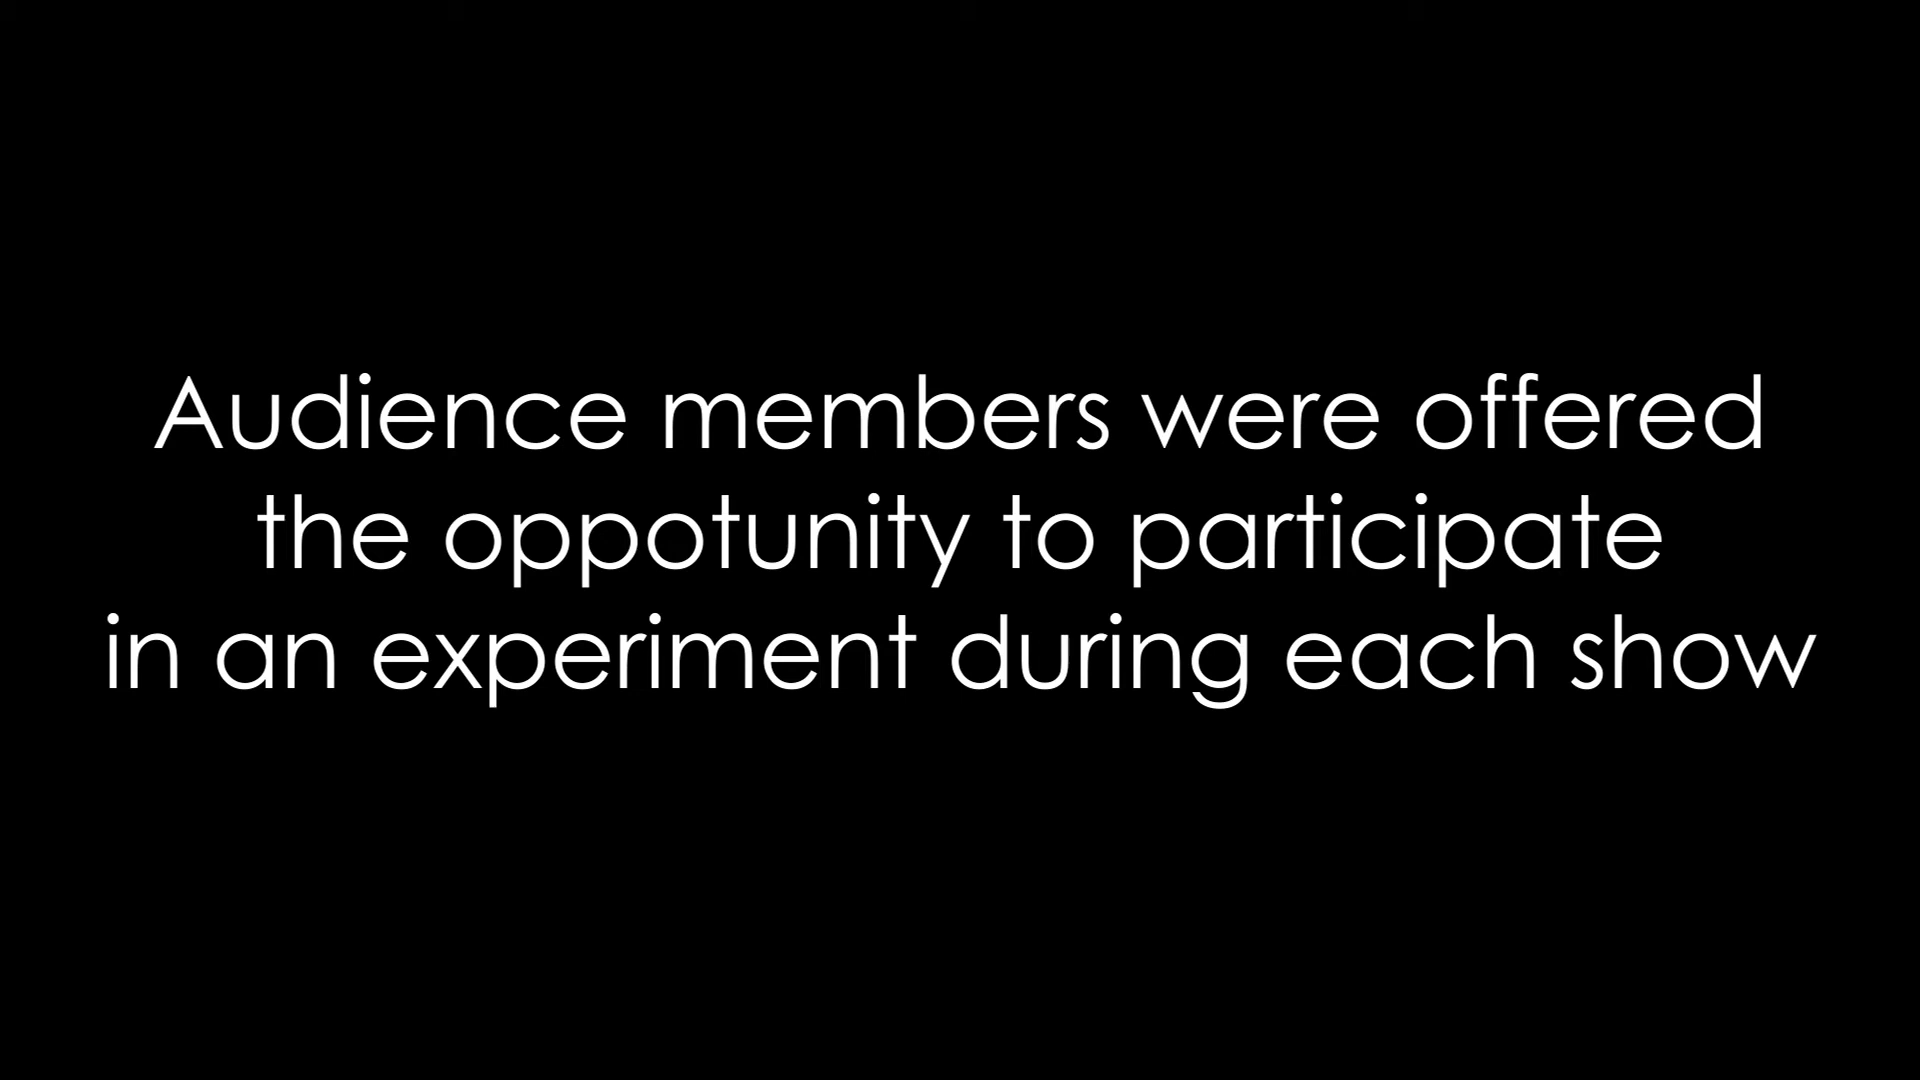 Audience members were offered
the oppotunity to participate
in an experiment during each show